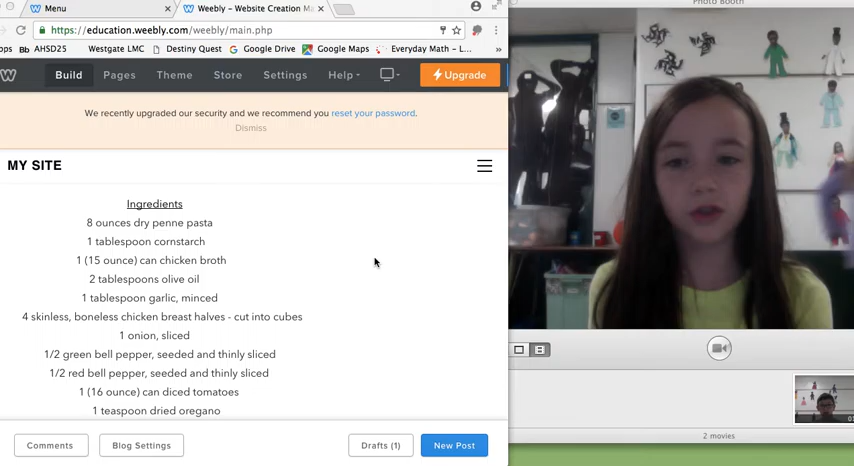 Menu
Weebly - Website Creation Ma
Photo Booth
https://education.weebly.com/weebly/main.php
ops Bb AHSD25 Westgate LMC Destiny Quest Google Drive Google Maps Everyday Math – L... »
Build Pages Theme Store Settings Help Upgrade
We recently upgraded our security and we recommend you reset your password.
Dismiss
MY SITE
Ingredients
8 ounces dry penne pasta
1 tablespoon cornstarch
1 (15 ounce) can chicken broth
2 tablespoons olive oil
1 tablespoon garlic, minced
4 skinless, boneless chicken breast halves - cut into cubes
1 onion, sliced
1/2 green bell pepper, seeded and thinly sliced
1/2 red bell pepper, seeded and thinly sliced
1 (16 ounce) can diced tomatoes
1 teaspoon dried oregano
Comments Blog Settings Drafts (1) New Post
2 movies